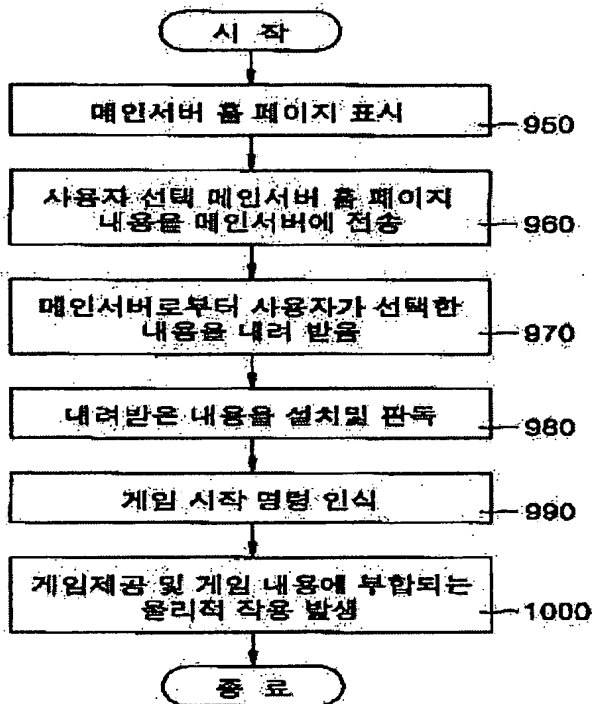 시 작
메인서버 홈 페이지 표시
950
사용자 선택 메인서버 홈 페이지
내용을 메인서버에 전송
960
메인서버로부터 사용자가 선택한
내용을 내려 받음
970
내려받은 내용을 설치및 판독
980
게임 시작 명령 인식
990
게임제공 및 게임 내용에 부합되는
물리적 작용 발생
1000
종 료